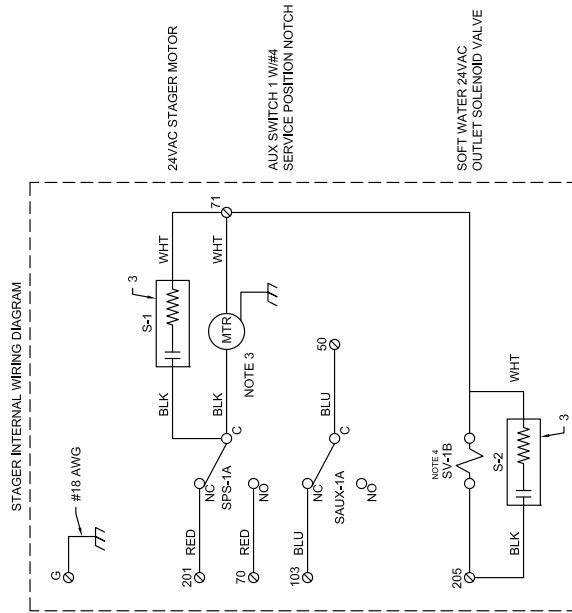 STAGER INTERNAL WIRING DIAGRAM
G
#18 AWG
3
S-1
WHT
BLK
71
24VAC STAGER MOTOR
WHT
MTR
BLK
NOTE 3
C
NC
SPS-1A
NO
201
RED
70
RED
AUX SWITCH 1 W/#4
SERVICE POSITION NOTCH
50
BLU
C
NC
SAUX-1A
NO
103
BLU
SOFT WATER 24VAC
OUTLET SOLENOID VALVE
205
NOTE 4
SV-1B
WHT
S-2
BLK
3